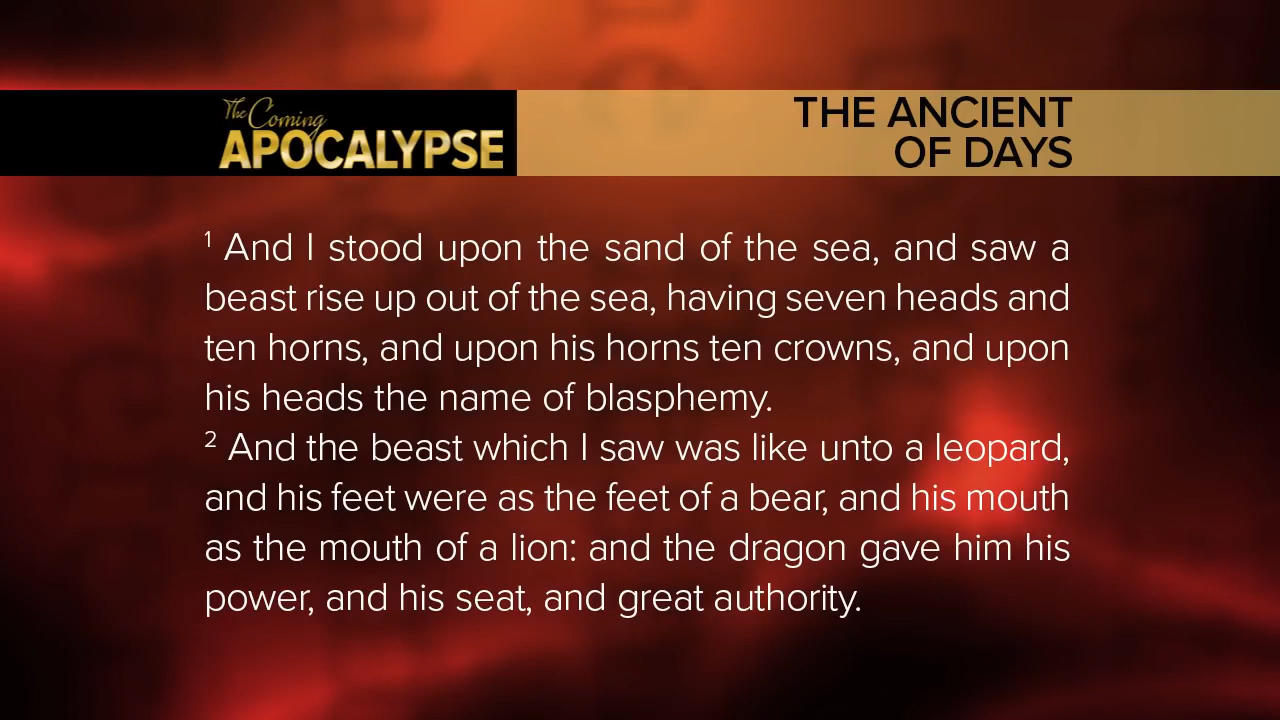 The Coming
APOCALYPSE
THE ANCIENT
OF DAYS
1 And I stood upon the sand of the sea, and saw a
beast rise up out of the sea, having seven heads and
ten horns, and upon his horns ten crowns, and upon
his heads the name of blasphemy.
2 And the beast which I saw was like unto a leopard,
and his feet were as the feet of a bear, and his mouth
as the mouth of a lion: and the dragon gave him his
power, and his seat, and great authority.